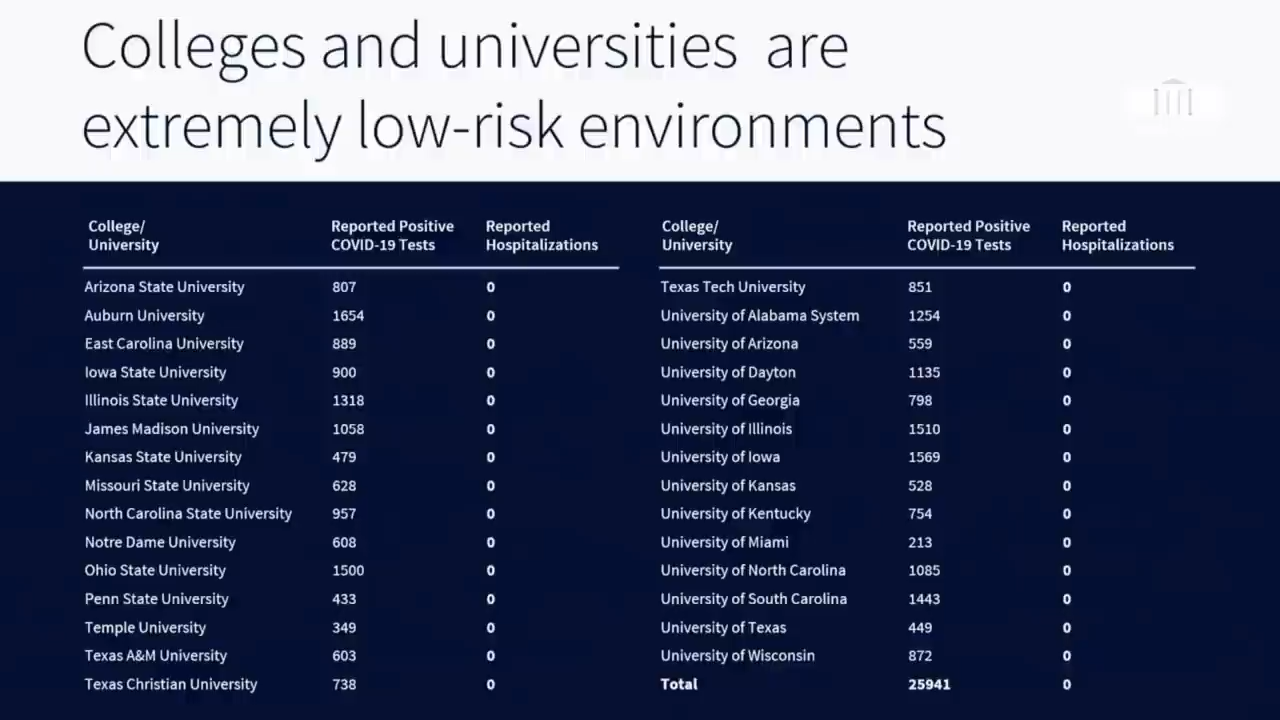 Colleges and universities are
extremely low-risk environments
College/ University Reported Positive COVID-19 Tests Reported Hospitalizations
Arizona State University 807 0
Auburn University 1654 0
East Carolina University 889 0
Iowa State University 900 0
Illinois State University 1318 0
James Madison University 1058 0
Kansas State University 479 0
Missouri State University 628 0
North Carolina State University 957 0
Notre Dame University 608 0
Ohio State University 1500 0
Penn State University 433 0
Temple University 349 0
Texas A&M University 603 0
Texas Christian University 738 0
College/ University Reported Positive COVID-19 Tests Reported Hospitalizations
Texas Tech University 851 0
University of Alabama System 1254 0
University of Arizona 559 0
University of Dayton 1135 0
University of Georgia 798 0
University of Illinois 1510 0
University of Iowa 1569 0
University of Kansas 528 0
University of Kentucky 754 0
University of Miami 213 0
University of North Carolina 1085 0
University of South Carolina 1443 0
University of Texas 449 0
University of Wisconsin 872 0
Total 25941 0